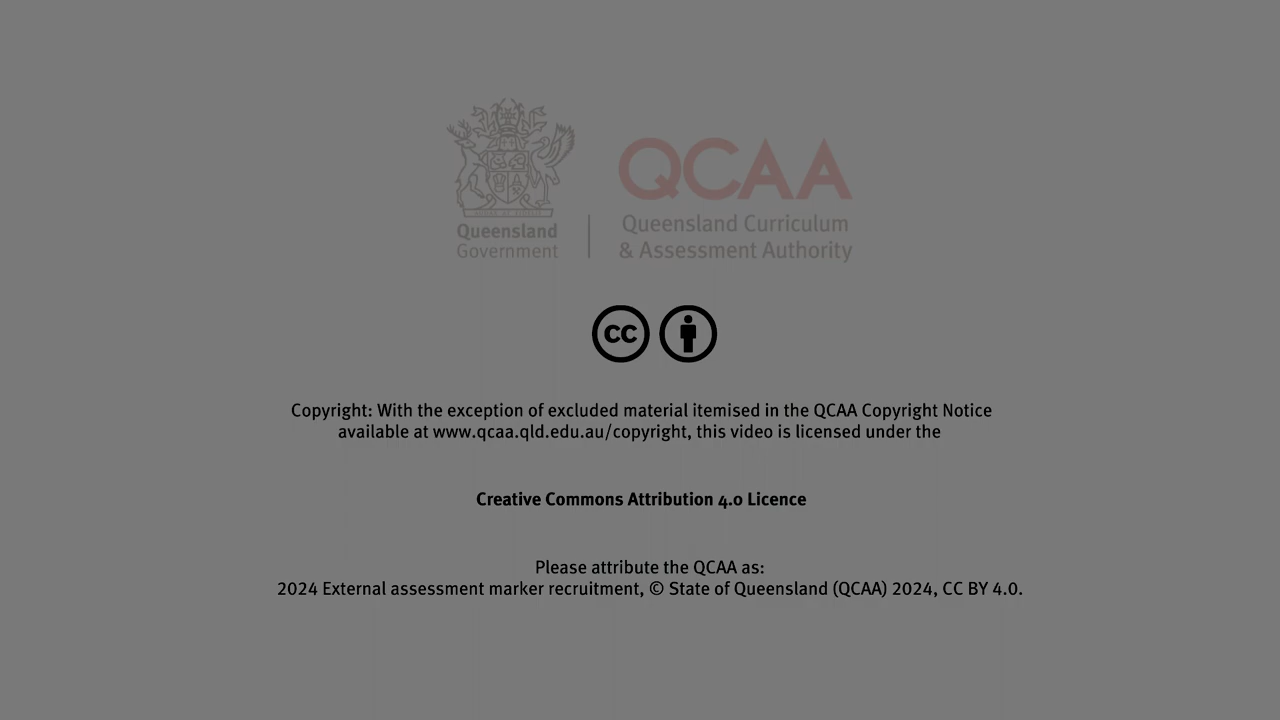 QCAA
Queensland Government
Queensland Curriculum
& Assessment Authority
cc
Copyright: With the exception of excluded material itemised in the QCAA Copyright Notice
available at www.qcaa.qld.edu.au/copyright, this video is licensed under the
Creative Commons Attribution 4.0 Licence
Please attribute the QCAA as:
2024 External assessment marker recruitment, © State of Queensland (QCAA) 2024, CC BY 4.0.